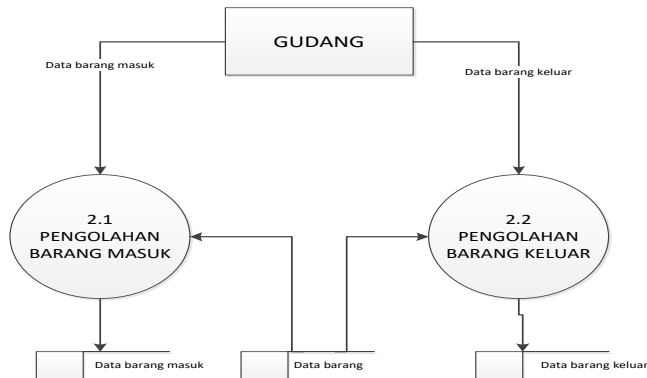 GUDANG
Data barang masuk
Data barang keluar
2.1
PENGOLAHAN
BARANG MASUK
2.2
PENGOLAHAN
BARANG KELUAR
Data barang masuk
Data barang
Data barang keluar